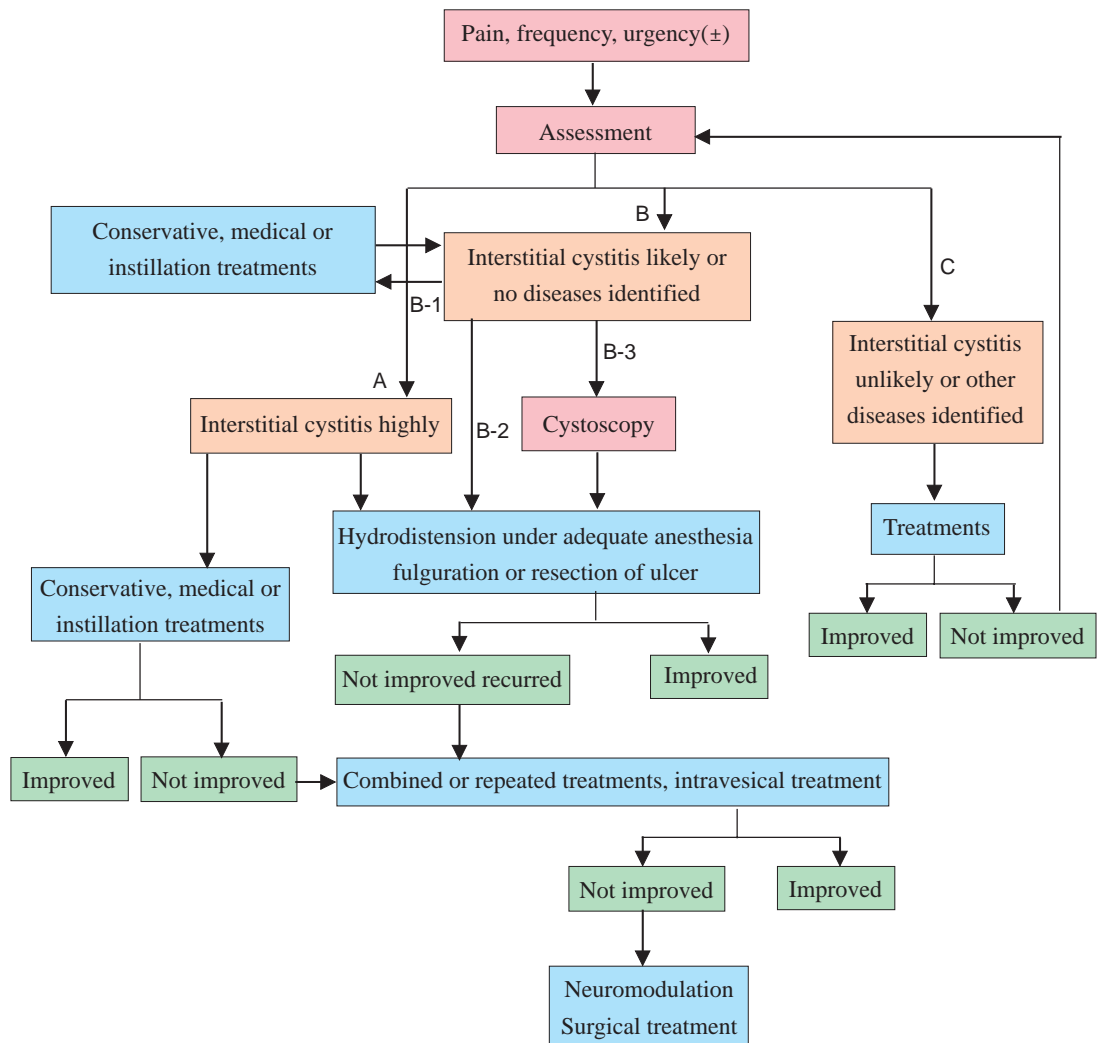 Pain, frequency, urgency(±)
Assessment
B
Conservative, medical or
instillation treatments
Interstitial cystitis likely or
no diseases identified
C
B-1
B-3
A
Interstitial cystitis highly
B-2
Cystoscopy
Interstitial cystitis
unlikely or other
diseases identified
Hydrodistension under adequate anesthesia
fulguration or resection of ulcer
Treatments
Conservative, medical or
instillation treatments
Improved
Not improved
Not improved recurred
Improved
Improved
Not improved
Combined or repeated treatments, intravesical treatment
Not improved
Improved
Neuromodulation
Surgical treatment